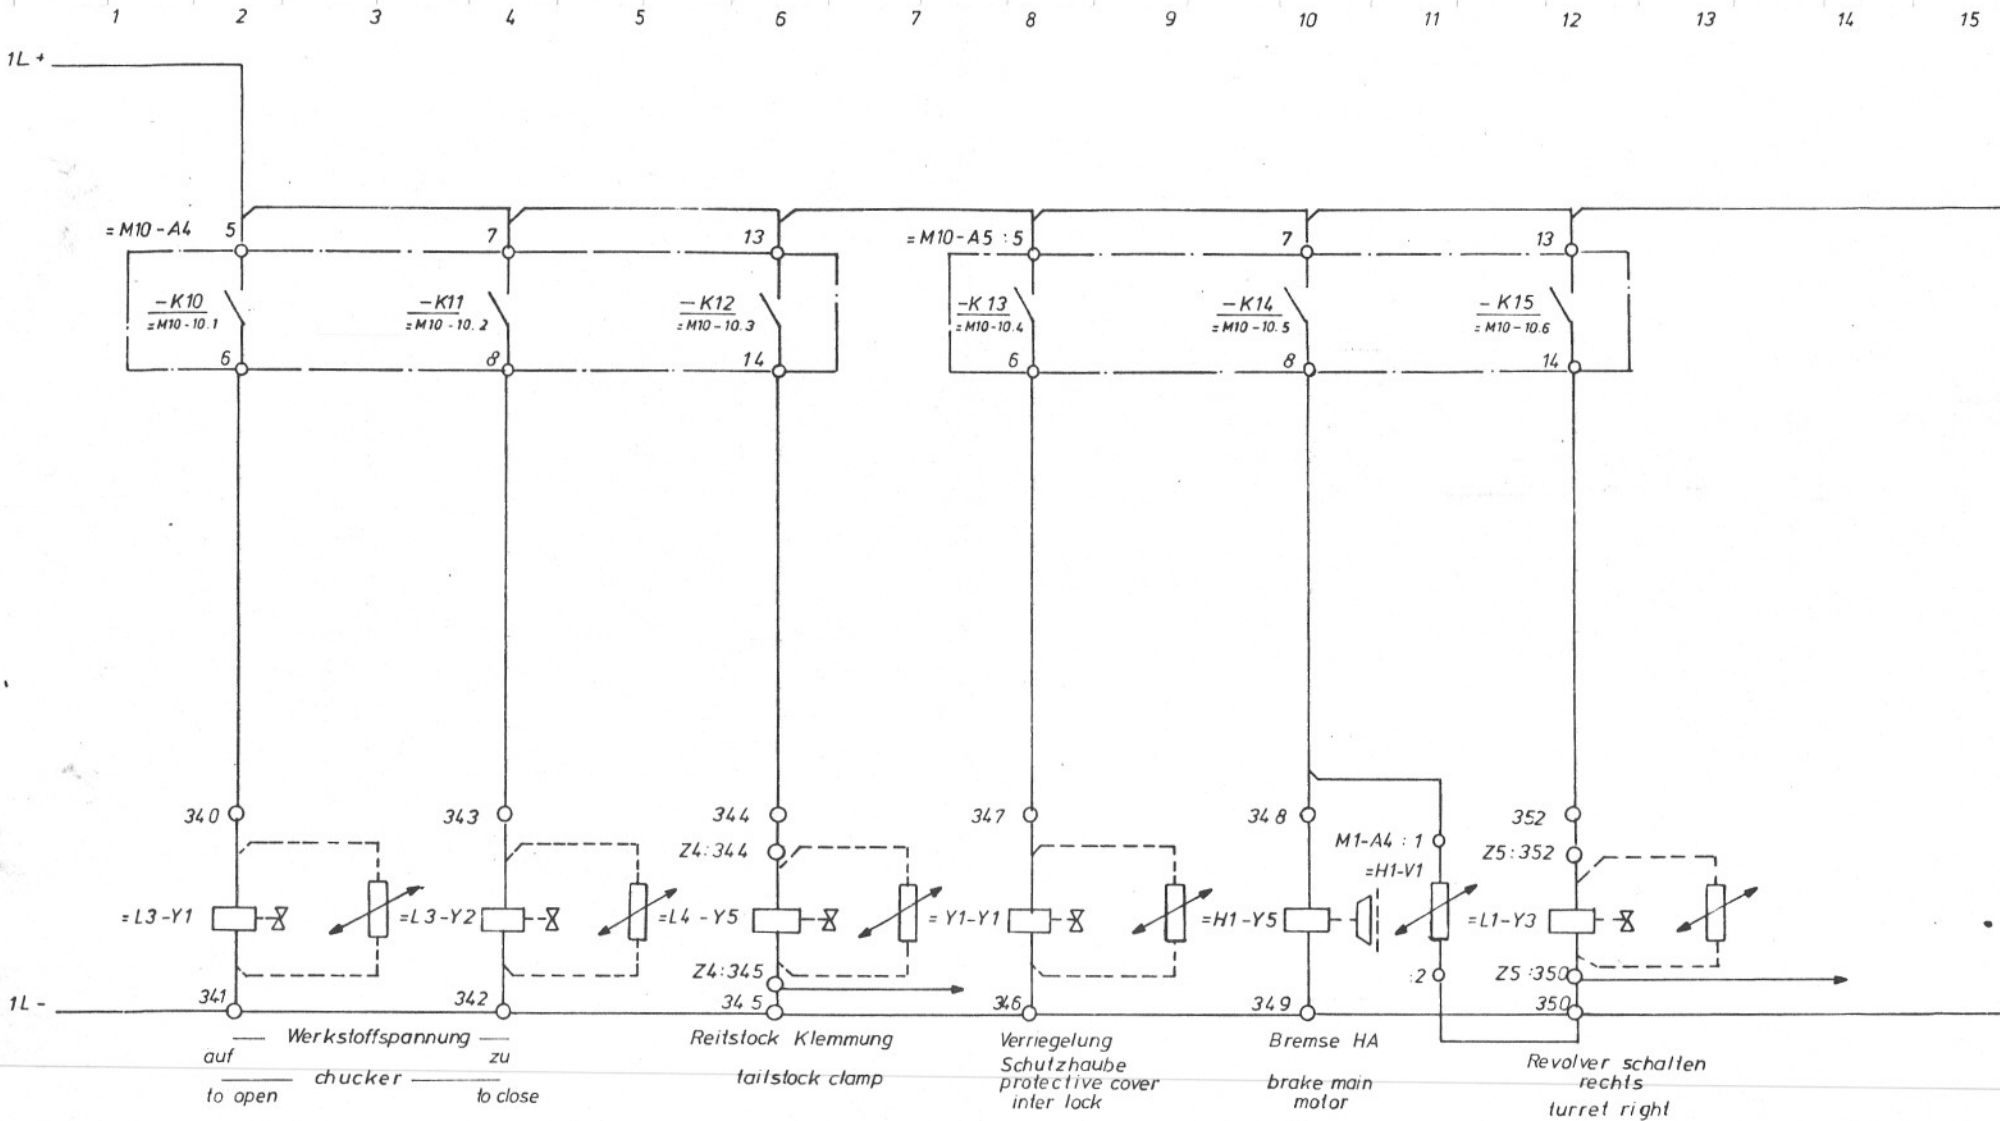 1 2 3 4 5 6 7 8 9 10 11 12 13 14 15
1L +
=M10-A4 5 7 13 =M10-A5 :5 7 13
-K10 -K11 -K12 -K13 -K14 -K15
=M10-10.1 =M10-10.2 =M10-10.3 =M10-10.4 =M10-10.5 =M10-10.6
6 8 14 6 8 14
340 343 344 347 348 352
Z4:344 M1-A4 : 1 Z5:352
=H1-V1
=L3-Y1 =L3-Y2 =L4-Y5 =Y1-Y1 =H1-Y5 =L1-Y3
Z4:345 :2 Z5:350
1L - 341 342 345 346 349 350
Werkstoffspannung Reitstock Klemmung Verriegelung Bremse HA
auf zu Schutzhaube Revolver schalten
chucker tailstock clamp protective cover brake main rechts
to open to close inter lock motor turret right